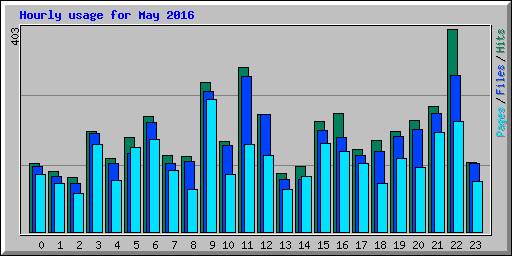 Hourly usage for May 2016
403
Pages/Files/Hits
0 1 2 3 4 5 6 7 8 9 10 11 12 13 14 15 16 17 18 19 20 21 22 23